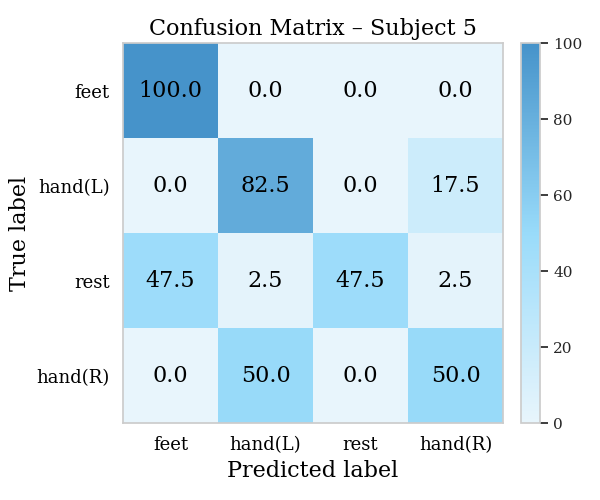 Confusion Matrix – Subject 5
feet 100.0 0.0 0.0 0.0
hand(L) 0.0 82.5 0.0 17.5
rest 47.5 2.5 47.5 2.5
hand(R) 0.0 50.0 0.0 50.0
feet hand(L) rest hand(R)
Predicted label
True label
100
80
60
40
20
0